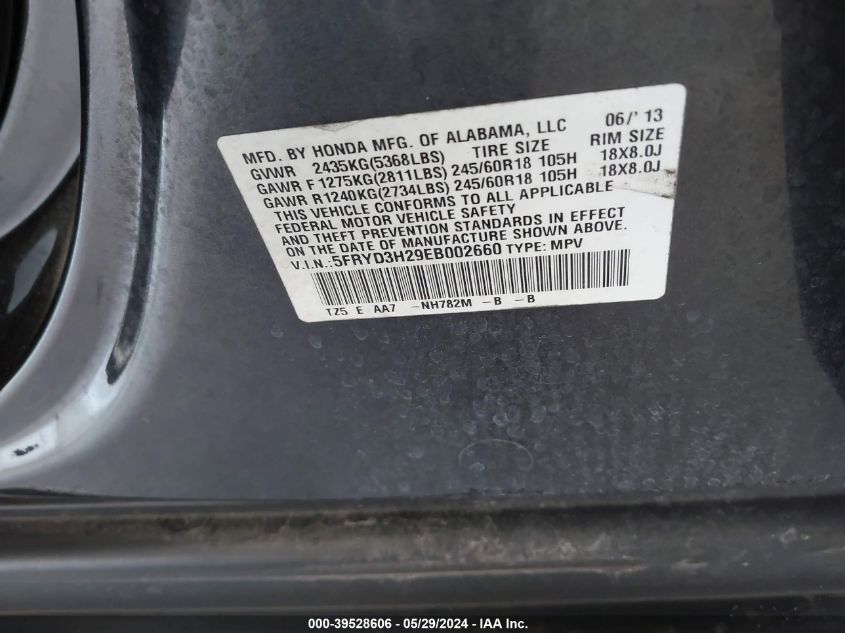 MFD. BY HONDA MFG. OF ALABAMA, LLC 06/' 13
GVWR 2435KG(5368LBS) TIRE SIZE RIM SIZE
GAWR F 1275KG(2811LBS) 245/60R18 105H 18X8.0J
GAWR R1240KG(2734LBS) 245/60R18 105H 18X8.0J
THIS VEHICLE CONFORMS TO ALL APPLICABLE
FEDERAL MOTOR VEHICLE SAFETY
AND THEFT PREVENTION STANDARDS IN EFFECT
ON THE DATE OF MANUFACTURE SHOWN ABOVE.
V.I.N.:5FRYD3H29EB002660 TYPE: MPV
TZ5 E AA7 -NH782M -B -B
000-39528606 - 05/29/2024 - IAA Inc.